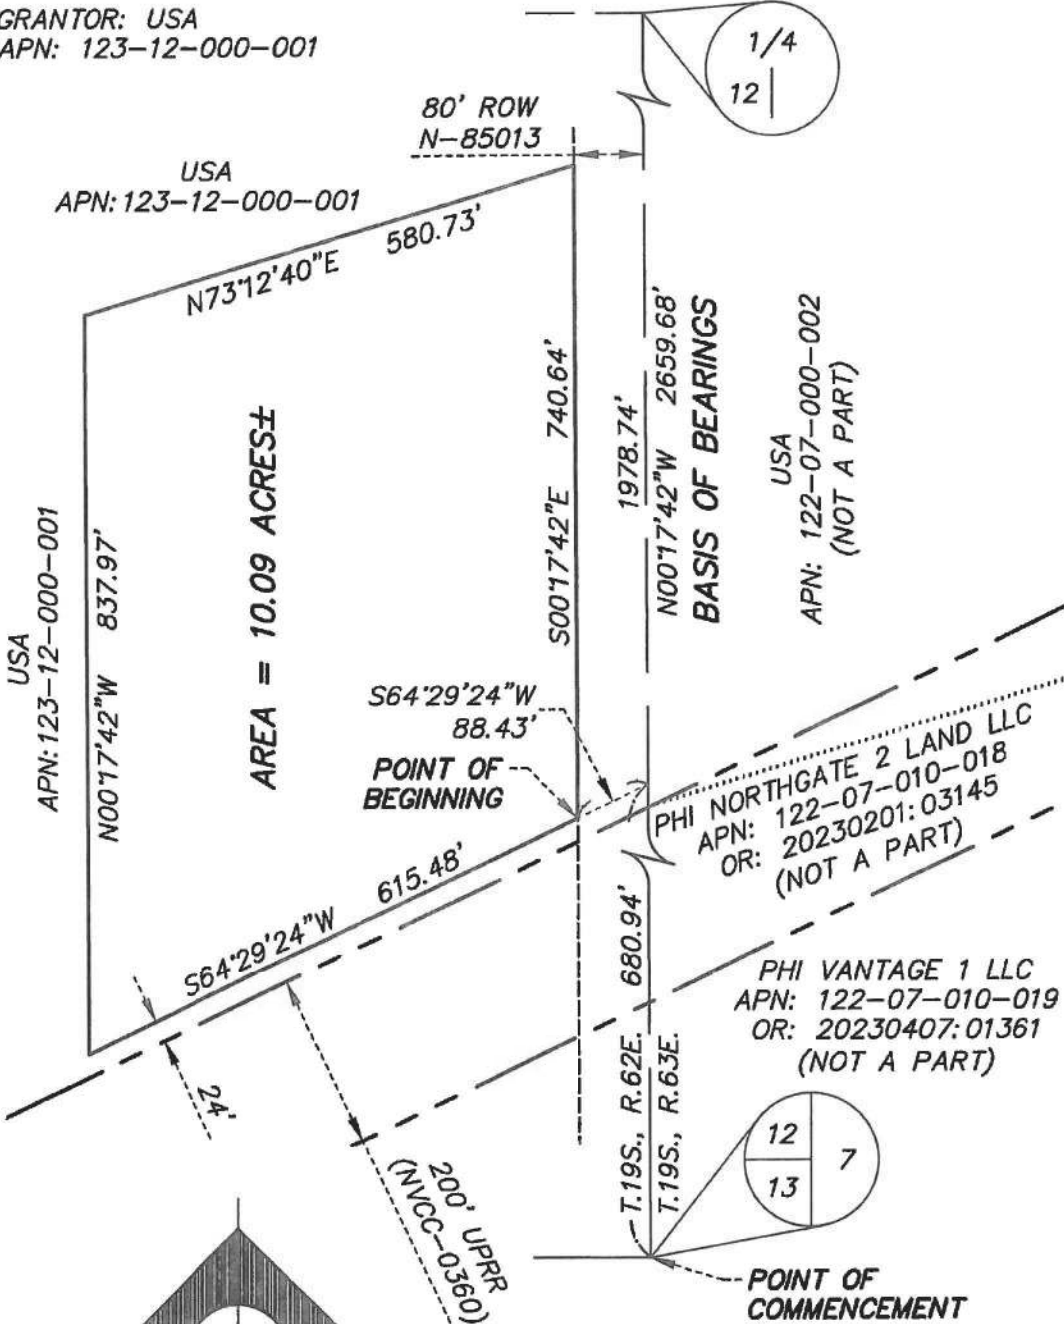 GRANTOR: USA
APN: 123-12-000-001
1/4
12
80' ROW
N-85013
USA
APN: 123-12-000-001
N73°12'40"E 580.73'
USA
APN: 123-12-000-001
N00°17'42"W 837.97'
AREA = 10.09 ACRES±
S00°17'42"E 740.64'
1978.74'
N00°17'42"W 2659.68'
BASIS OF BEARINGS
USA
APN: 122-07-000-002
(NOT A PART)
S64°29'24"W
88.43'
POINT OF
BEGINNING
PHI NORTHGATE 2 LAND LLC
APN: 122-07-010-018
OR: 20230201: 03145
(NOT A PART)
S64°29'24"W 615.48'
680.94'
PHI VANTAGE 1 LLC
APN: 122-07-010-019
OR: 20230407: 01361
(NOT A PART)
24'
200' UPRR
(NVCC-0360)
T.19S., R.62E.
T.19S., R.63E.
12
13
7
POINT OF
COMMENCEMENT